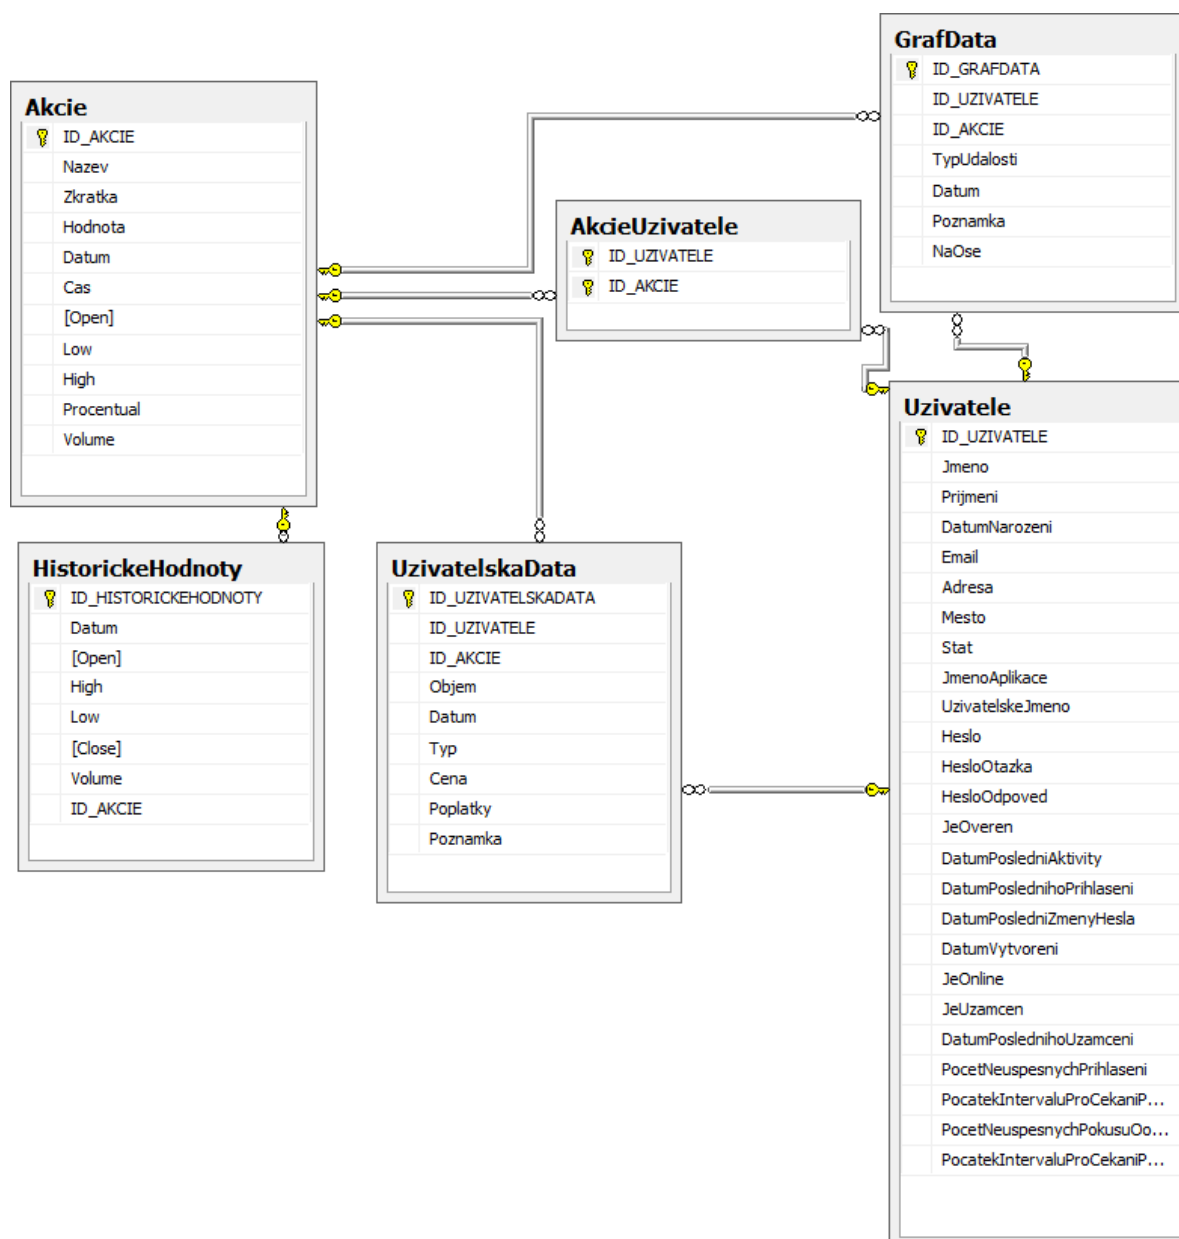 Akcie
ID_AKCIE
Nazev
Zkratka
Hodnota
Datum
Cas
[Open]
Low
High
Procentual
Volume
GrafData
ID_GRAFDATA
ID_UZIVATELE
ID_AKCIE
TypUdalosti
Datum
Poznamka
NaOse
AkcieUzivatele
ID_UZIVATELE
ID_AKCIE
HistorickeHodnoty
ID_HISTORICKEHODNOTY
Datum
[Open]
High
Low
[Close]
Volume
ID_AKCIE
UzivatelskaData
ID_UZIVATELSKADATA
ID_UZIVATELE
ID_AKCIE
Objem
Datum
Typ
Cena
Poplatky
Poznamka
Uzivatele
ID_UZIVATELE
Jmeno
Prijmeni
DatumNarozeni
Email
Adresa
Mesto
Stat
JmenoAplikace
UzivatelskeJmeno
Heslo
HesloOtazka
HesloOdpoved
JeOveren
DatumPosledniAktivity
DatumPoslednihoPrihlaseni
DatumPosledniZmenyHesla
DatumVytvoreni
JeOnline
JeUzamcen
DatumPoslednihoUzamceni
PocetNeuspesnychPrihlaseni
PocatekIntervaluProCekaniP...
PocetNeuspesnychPokusuOo...
PocatekIntervaluProCekaniP...